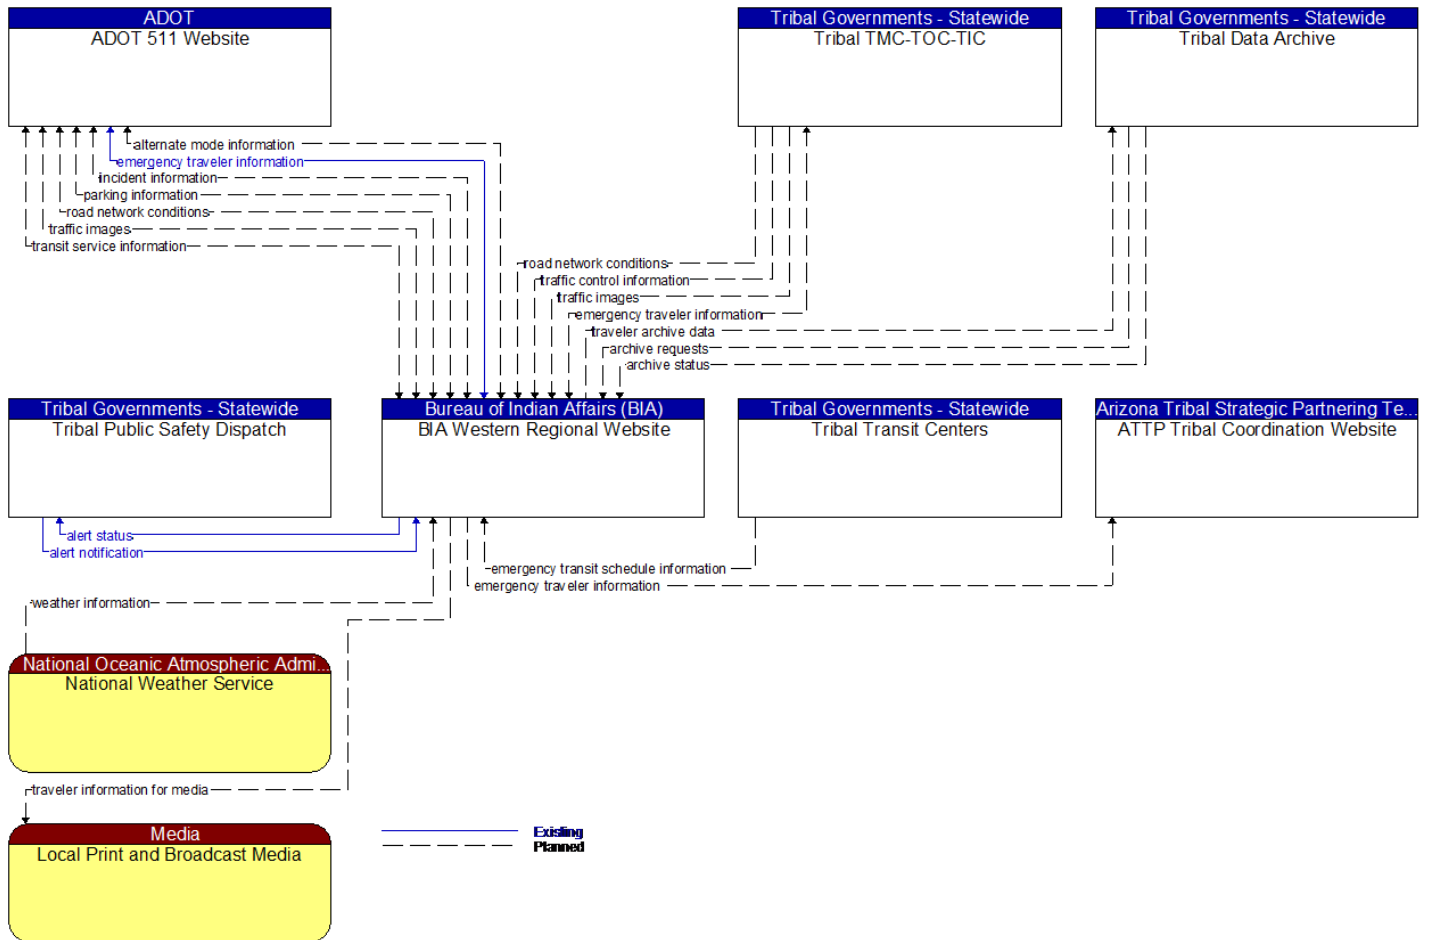 ADOT
ADOT 511 Website
Tribal Governments - Statewide
Tribal TMC-TOC-TIC
Tribal Governments - Statewide
Tribal Data Archive
alternate mode information
emergency traveler information
incident information
parking information
road network conditions
traffic images
transit service information
road network conditions
traffic control information
traffic images
emergency traveler information
traveler archive data
archive requests
archive status
Tribal Governments - Statewide
Tribal Public Safety Dispatch
Bureau of Indian Affairs (BIA)
BIA Western Regional Website
Tribal Governments - Statewide
Tribal Transit Centers
Arizona Tribal Strategic Partnering Te...
ATTP Tribal Coordination Website
alert status
alert notification
emergency transit schedule information
emergency traveler information
weather information
National Oceanic Atmospheric Admi...
National Weather Service
traveler information for media
Media
Local Print and Broadcast Media
Existing
Planned